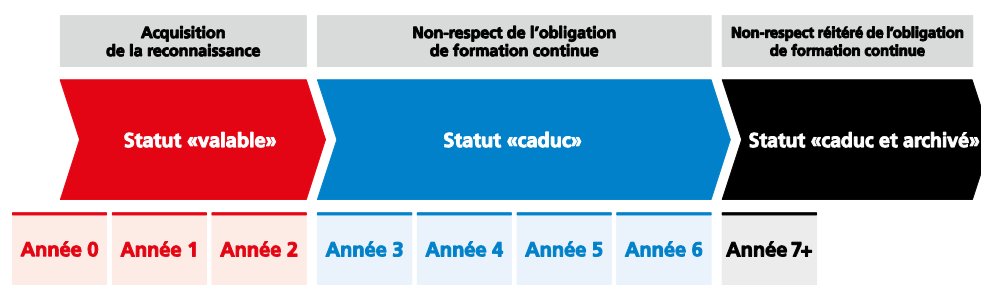 Acquisition
de la reconnaissance
Non-respect de l'obligation
de formation continue
Non-respect réitéré de l'obligation
de formation continue
Statut «valable»
Statut «caduc»
Statut «caduc et archivé»
Année 0
Année 1
Année 2
Année 3
Année 4
Année 5
Année 6
Année 7+